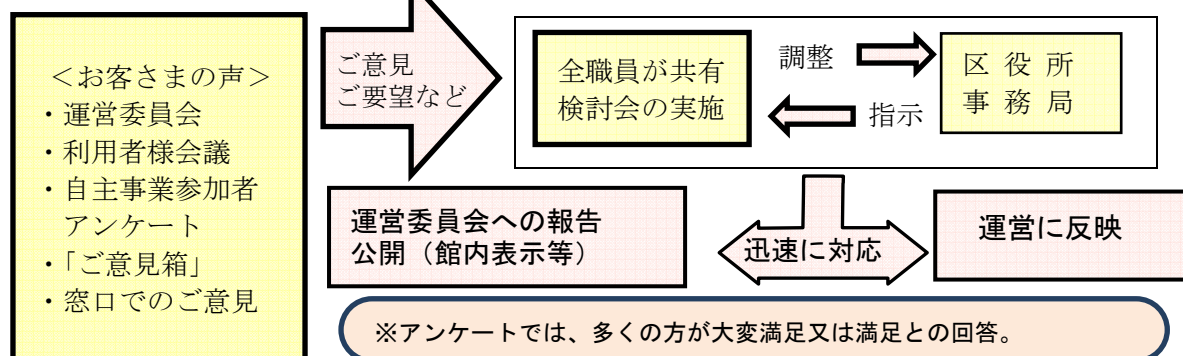 ＜お客さまの声＞
・運営委員会
・利用者様会議
・自主事業参加者
アンケート
・「ご意見箱」
・窓口でのご意見
ご意見
ご要望など
全職員が共有
検討会の実施
調整
指示
区 役 所
事 務 局
運営委員会への報告
公開（館内表示等）
迅速に対応
運営に反映
※アンケートでは、多くの方が大変満足又は満足との回答。